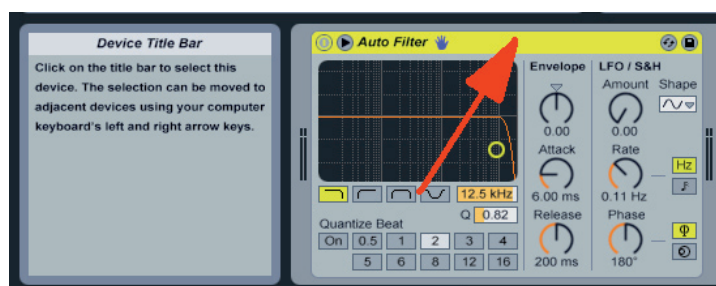 Device Title Bar
Click on the title bar to select this
device. The selection can be moved to
adjacent devices using your computer
keyboard's left and right arrow keys.
Auto Filter
Envelope
LFO / S&H
Amount Shape
0.00
0.00
Attack
Rate
Hz
12.5 kHz
6.00 ms
0.11 Hz
Q 0.82
Release
Phase
Quantize Beat
On 0.5 1 2 3 4
5 6 8 12 16
200 ms
180°
Φ